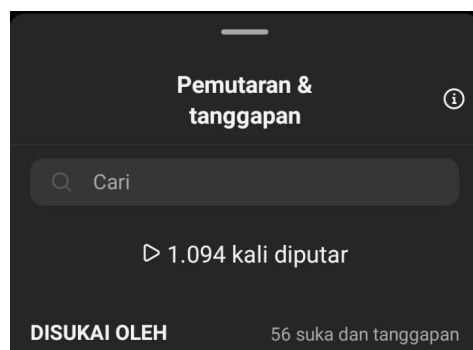 Pemutaran &
tanggapan
Cari
1.094 kali diputar
DISUKAI OLEH 56 suka dan tanggapan